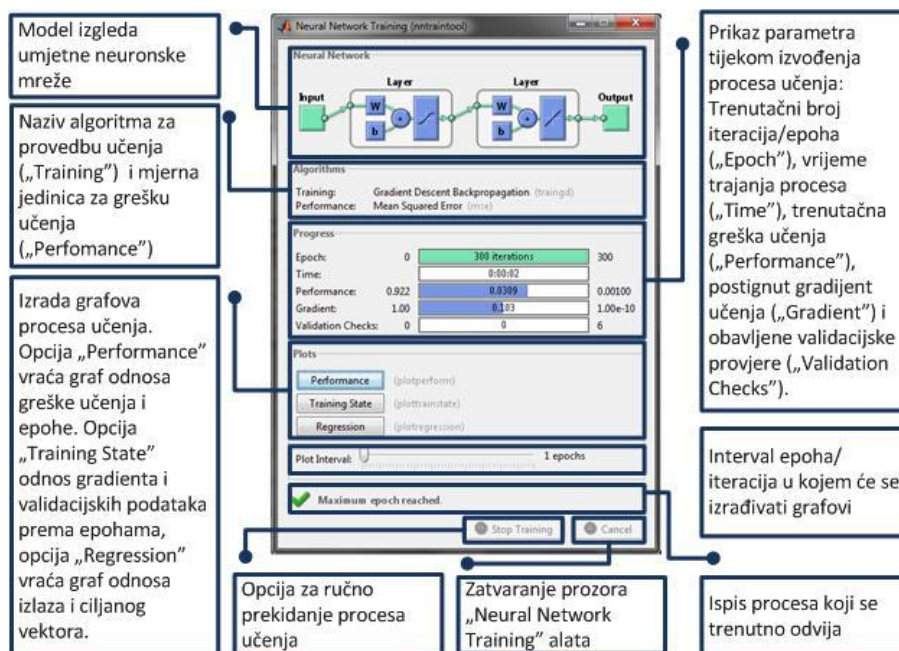 Model izgleda
umjetne neuronske
mreže
Naziv algoritma za
provedbu učenja
(„Training”) i mjerna
jedinica za grešku
učenja
(„Perfomance”)
Izrada grafova
procesa učenja.
Opcija „Performance”
vraća graf odnosa
greške učenja i
epohe. Opcija
„Training State”
odnos gradienta i
validacijskih podataka
prema epohama,
opcija „Regression”
vraća graf odnosa
izlaza i ciljanog
vektora.
Neural Network Training (nntraintool)
Neural Network
Layer Layer
Input Output
W W
b b
Algorithms
Training: Gradient Descent Backpropagation (traingd)
Performance: Mean Squared Error (mse)
Progress
Epoch: 0 300 iterations 300
Time: 0:00:02
Performance: 0.922 0.0309 0.00100
Gradient: 1.00 0.103 1.00e-10
Validation Checks: 0 0 6
Plots
Performance (plotperform)
Training State (plottrainstate)
Regression (plotregression)
Plot Interval: 1 epochs
Maximum epoch reached.
Stop Training Cancel
Opcija za ručno
prekidanje procesa
učenja
Zatvaranje prozora
„Neural Network
Training” alata
Prikaz parametra
tijekom izvođenja
procesa učenja:
Trenutačni broj
iteracija/epoha
(„Epoch”), vrijeme
trajanja procesa
(„Time”), trenutačna
greška učenja
(„Performance”),
postignut gradijent
učenja („Gradient”) i
obavljene validacijske
provjere („Validation
Checks”).
Interval epoha/
iteracija u kojem će se
izrađivati grafovi
Ispis procesa koji se
trenutno odvija